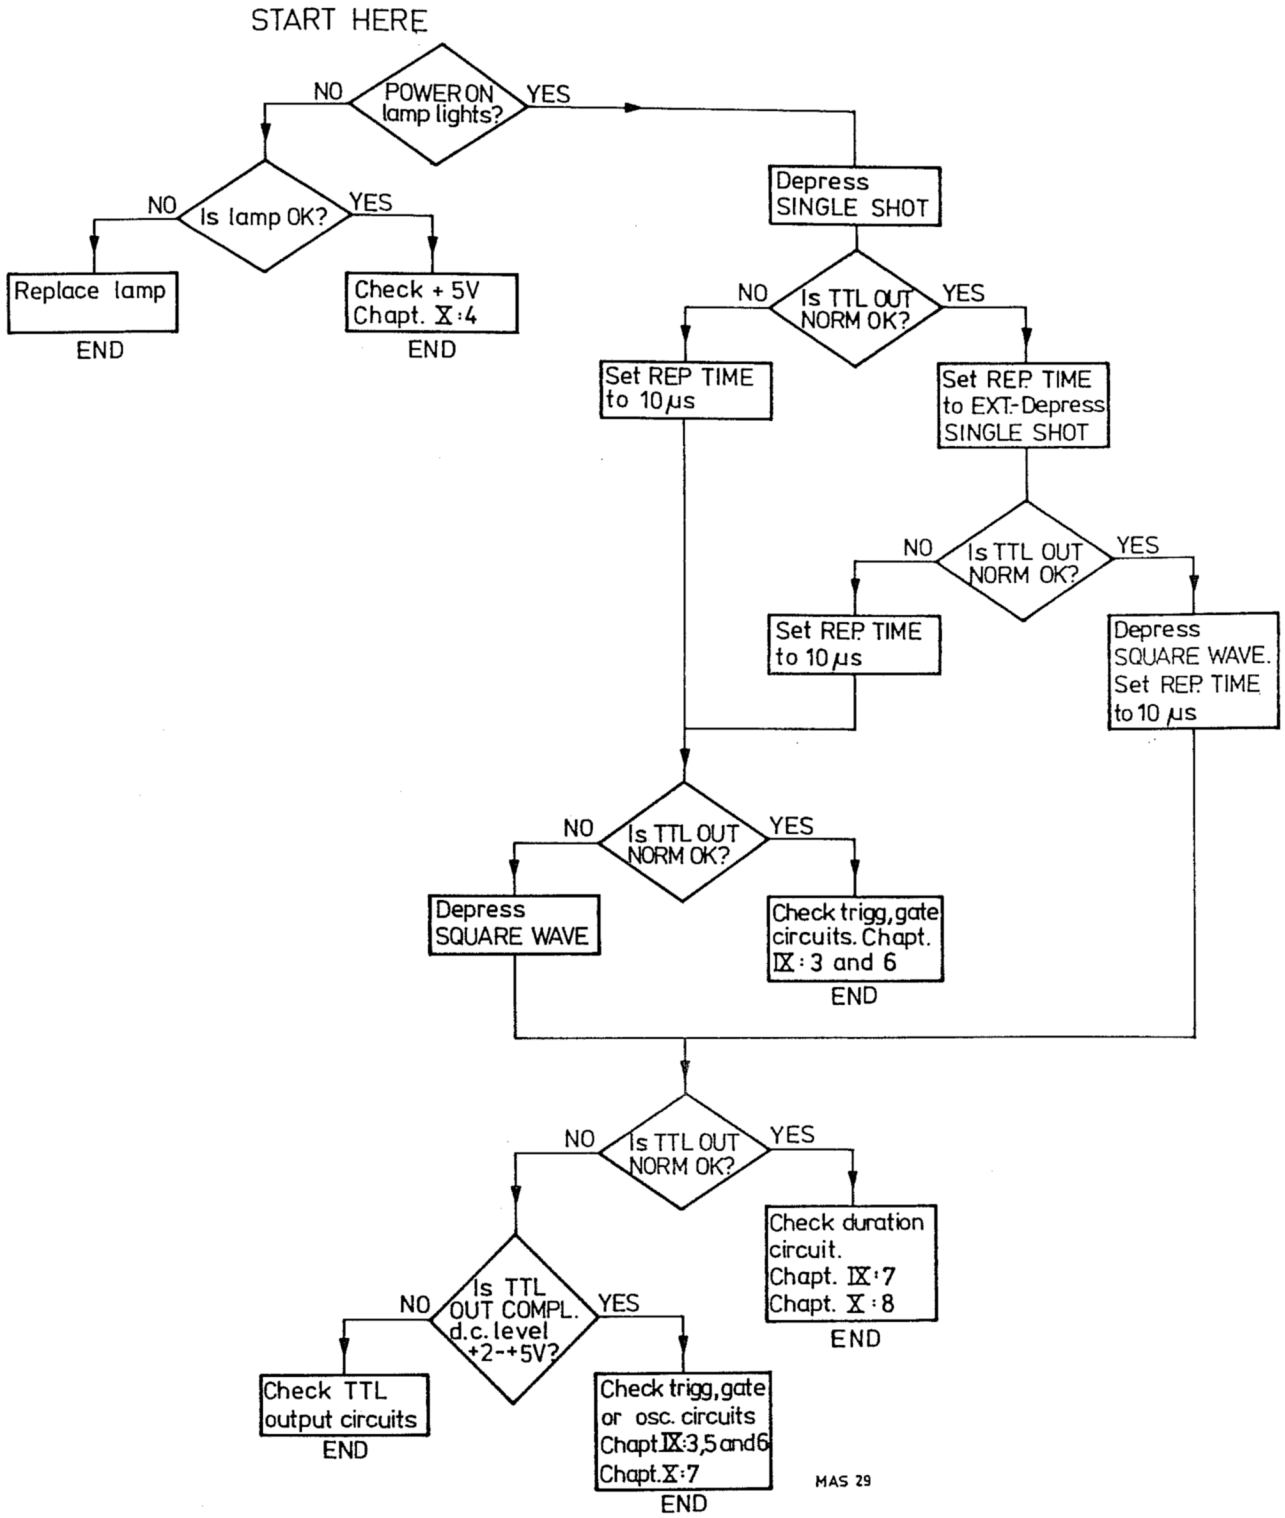 START HERE
NO
POWER ON
lamp lights?
YES
NO
Is lamp OK?
YES
Depress
SINGLE SHOT
Replace lamp
END
Check + 5V
Chapt. X:4
END
NO
Is TTL OUT
NORM OK?
YES
Set REP. TIME
to 10 µs
Set REP. TIME
to EXT.-Depress
SINGLE SHOT
NO
Is TTL OUT
NORM OK?
YES
Set REP. TIME
to 10 µs
Depress
SQUARE WAVE.
Set REP. TIME
to 10 µs
NO
Is TTL OUT
NORM OK?
YES
Depress
SQUARE WAVE
Check trigg, gate
circuits. Chapt.
IX: 3 and 6
END
NO
Is TTL OUT
NORM OK?
YES
Check duration
circuit.
Chapt. IX:7
Chapt. X:8
END
NO
Is TTL
OUT COMPL.
d.c. level
+2-+5V?
YES
Check TTL
output circuits
END
Check trigg, gate
or osc. circuits
Chapt IX:3,5 and 6
Chapt. X:7
END
MAS 29